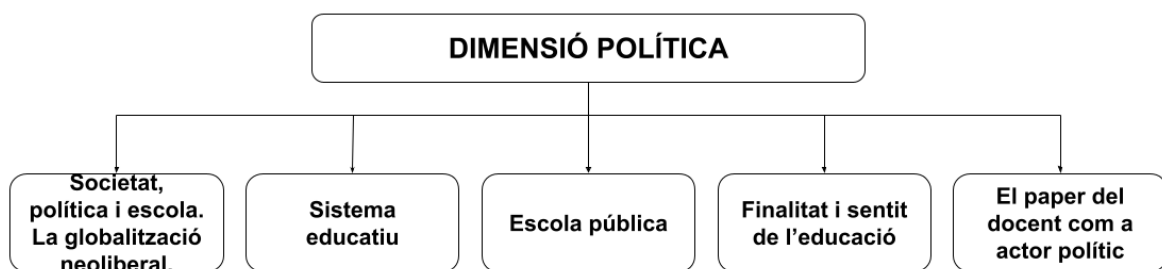 DIMENSIÓ POLÍTICA
Societat,
política i escola.
La globalització
neoliberal.
Sistema
educatiu
Escola pública
Finalitat i sentit
de l’educació
El paper del
docent com a
actor polític